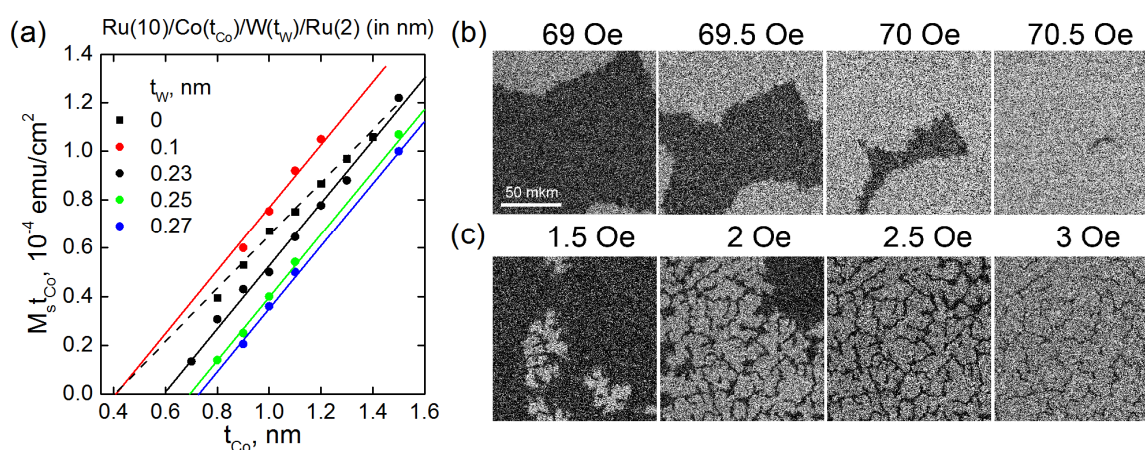 (a)
Ru(10)/Co(t_Co)/W(t_W)/Ru(2) (in nm)
M_s t_Co, 10⁻⁴ emu/cm²
1.4
1.2
1.0
0.8
0.6
0.4
0.2
0.0
t_W, nm
0
0.1
0.23
0.25
0.27
0.4 0.6 0.8 1.0 1.2 1.4 1.6
t_Co, nm
(b)
69 Oe 69.5 Oe 70 Oe 70.5 Oe
50 mkm
(c)
1.5 Oe 2 Oe 2.5 Oe 3 Oe